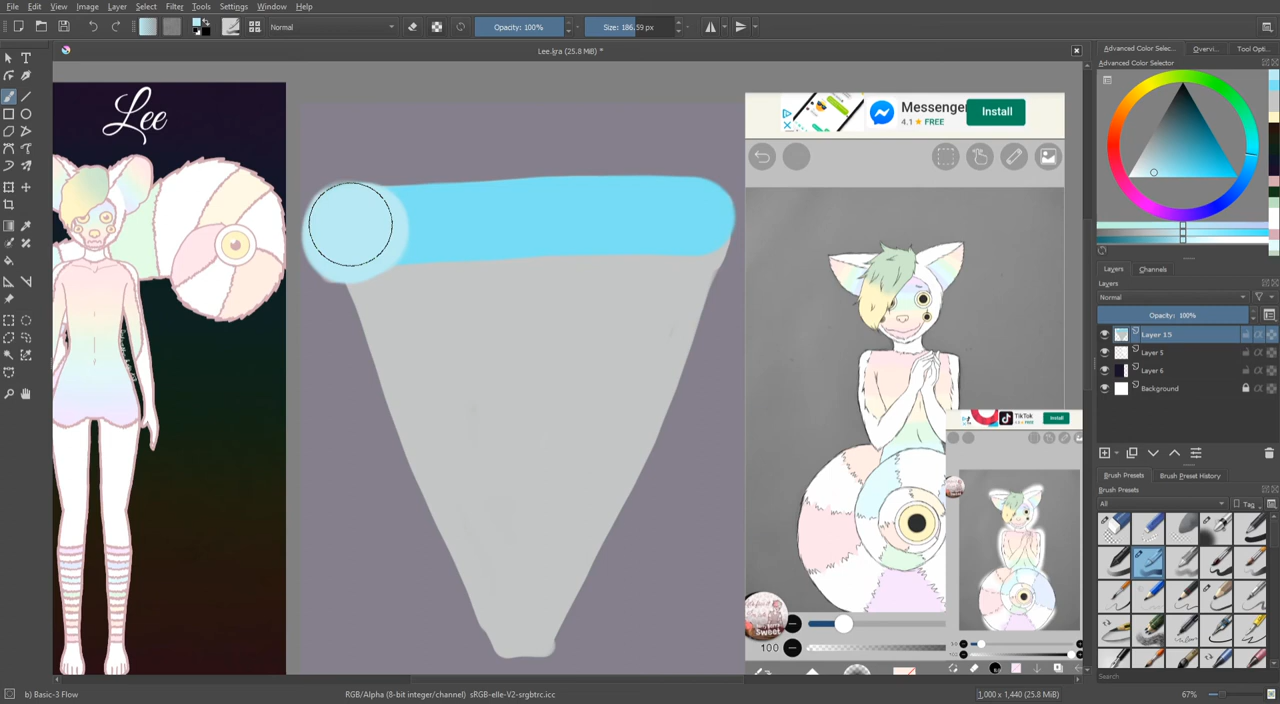 File Edit View Image Layer Select Filter Tools Settings Window Help
Normal
Opacity: 100%
Size: 186.59 px
Lee.kra (25.8 MiB) *
Lee
Messenger
4.1 ★ FREE
Install
TikTok
Install
Sweet
100
Advanced Color Selec... Overvi... Tool Opti...
Advanced Color Selector
Layers Channels
Layers
Normal
Opacity: 100%
Layer 15
Layer 5
Layer 6
Background
Brush Presets Brush Preset History
Brush Presets
All
Tag
Search
b) Basic-3 Flow
RGB/Alpha (8-bit integer/channel) sRGB-elle-V2-srgbtrc.icc
1,000 x 1,440 (25.8 MiB)
67%